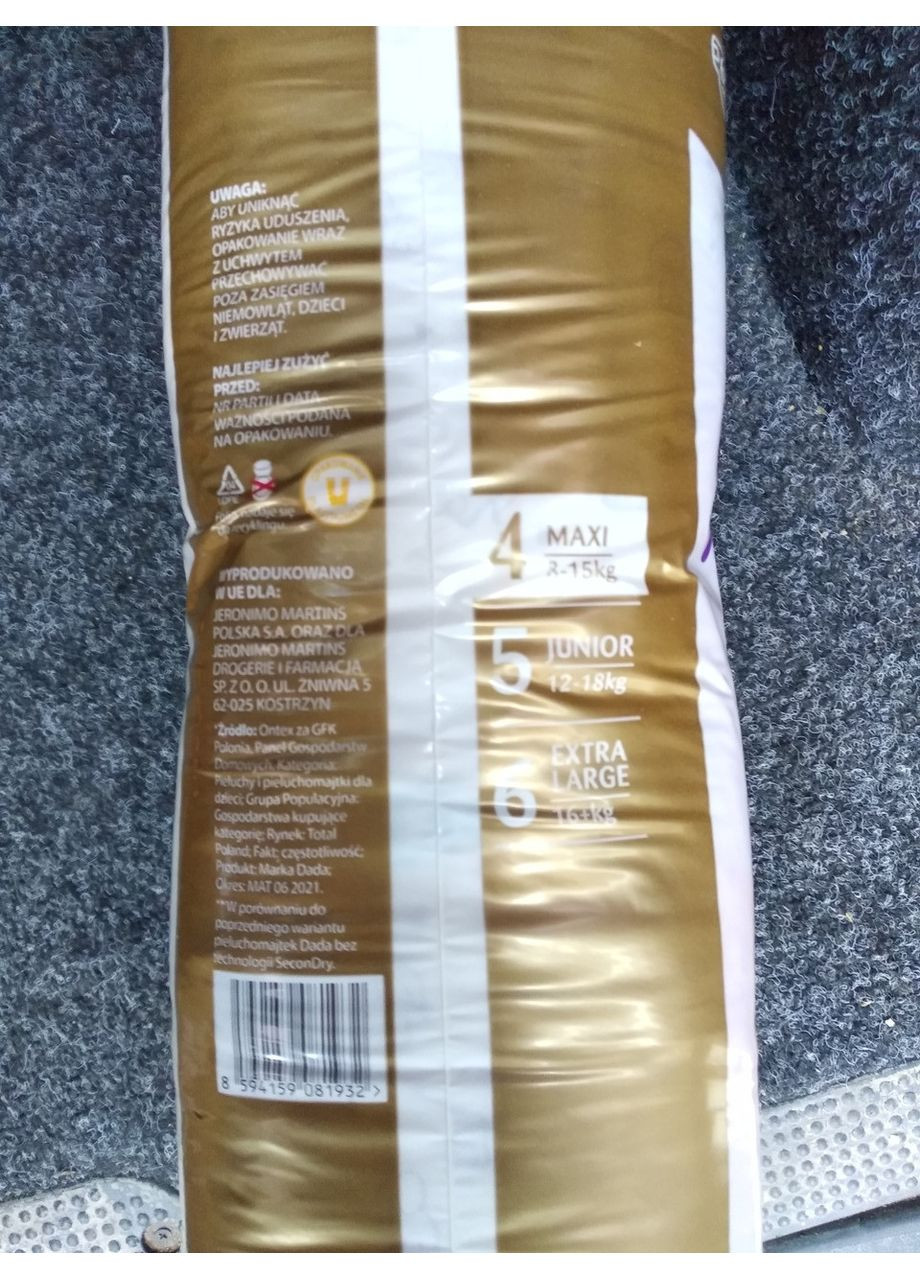 UWAGA:
ABY UNIKNĄĆ
RYZYKA UDUSZENIA,
OPAKOWANIE WRAZ
Z UCHWYTEM
PRZECHOWYWAĆ
POZA ZASIĘGIEM
NIEMOWLĄT, DZIECI
I ZWIERZĄT.
NAJLEPIEJ ZUŻYĆ
PRZED:
NR PARTII I DATA
WAŻNOŚCI PODANA
NA OPAKOWANIU.
nadaje się
do recyklingu.
WYPRODUKOWANO
W UE DLA:
JERONIMO MARTINS
POLSKA S.A. ORAZ DLA
JERONIMO MARTINS
DROGERIE I FARMACJA
SP. Z O. O. UL. ŻNIWNA 5
62-025 KOSTRZYN
*Źródło: Ontex za GFK
Polonia, Panel Gospodarstw
Domowych, Kategoria:
Pieluchy i pieluchomajtki dla
dzieci; Grupa Populacyjna:
Gospodarstwa kupujące
kategorię; Rynek: Total
Poland; Fakt: częstotliwość;
Produkt: Marka Dada;
Okres: MAT 06 2021.
**W porównaniu do
poprzedniego wariantu
pieluchomajtek Dada bez
technologii SeconDry.
8 594159 081932 >
4 MAXI
8-15kg
5 JUNIOR
12-18kg
6 EXTRA
LARGE
16+kg